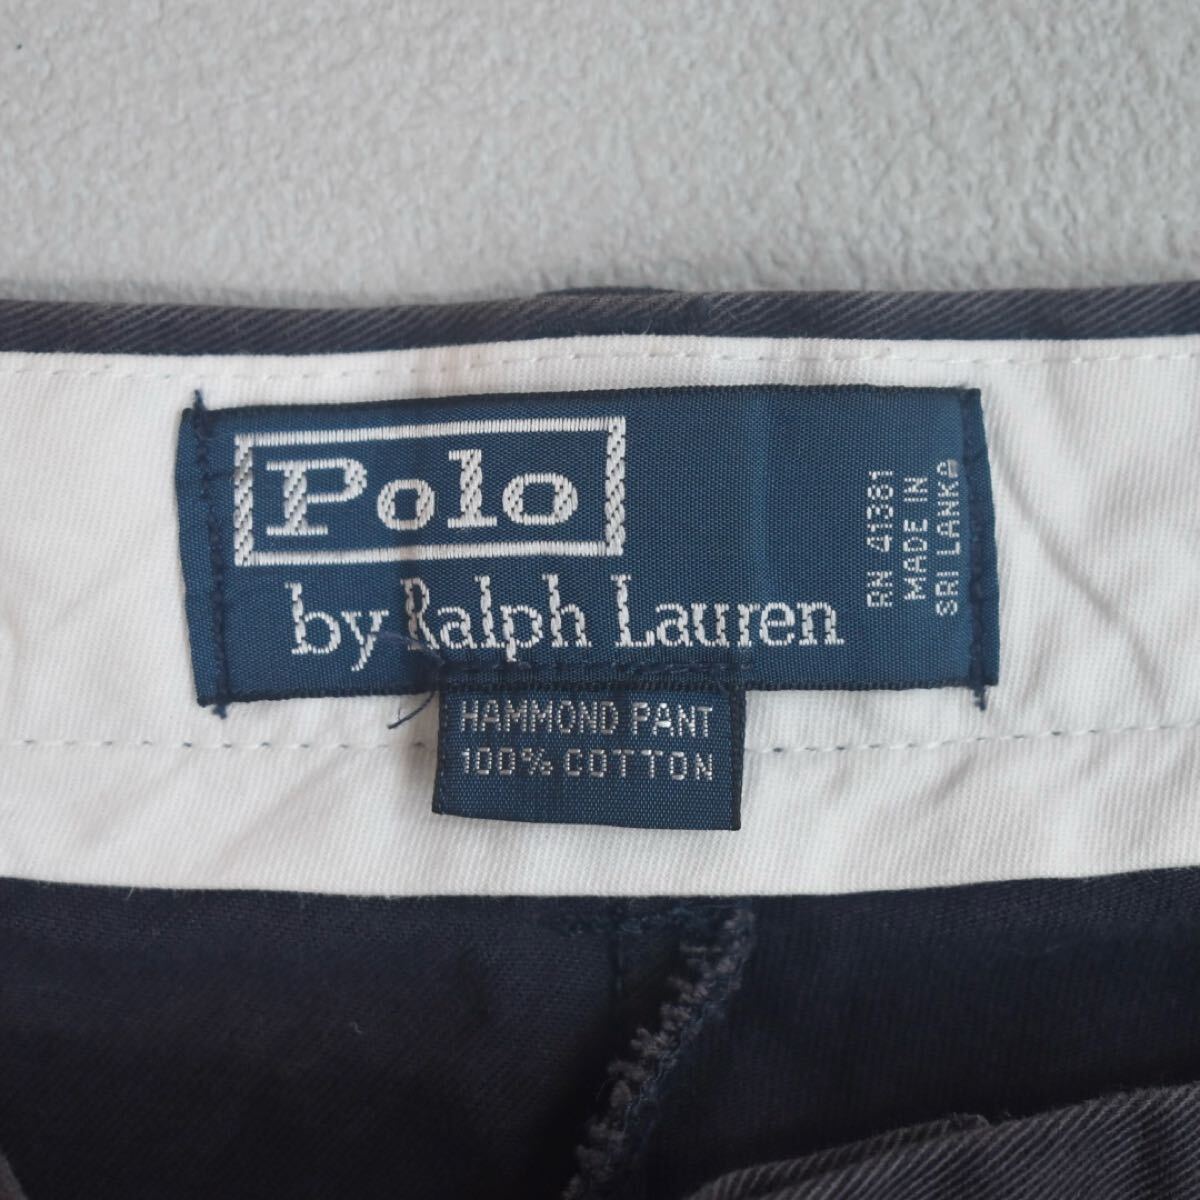 Polo
by Ralph Lauren
RN 41381
MADE IN
SRI LANKA
HAMMOND PANT
100% COTTON